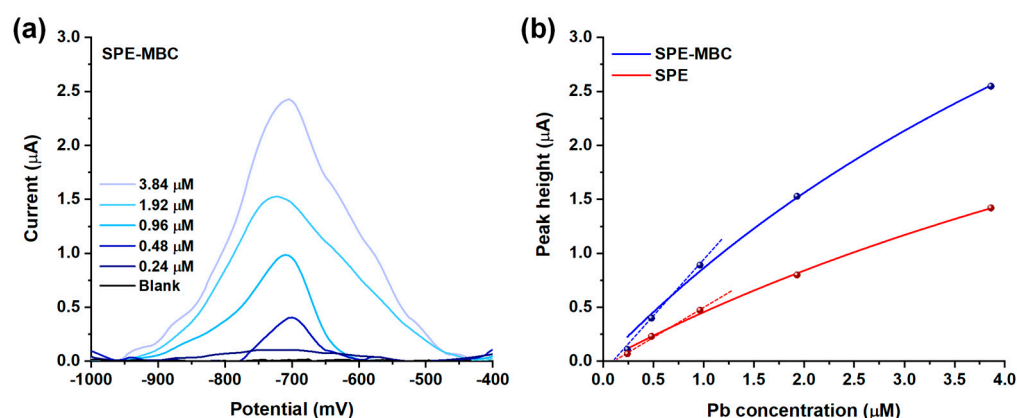 (a)
SPE-MBC
3.0
2.5
2.0
1.5
1.0
0.5
0.0
Current (μA)
3.84 μM
1.92 μM
0.96 μM
0.48 μM
0.24 μM
Blank
-1000
-900
-800
-700
-600
-500
-400
Potential (mV)
(b)
SPE-MBC
SPE
3.0
2.5
2.0
1.5
1.0
0.5
0.0
Peak height (μA)
0.0
0.5
1.0
1.5
2.0
2.5
3.0
3.5
4.0
Pb concentration (μM)